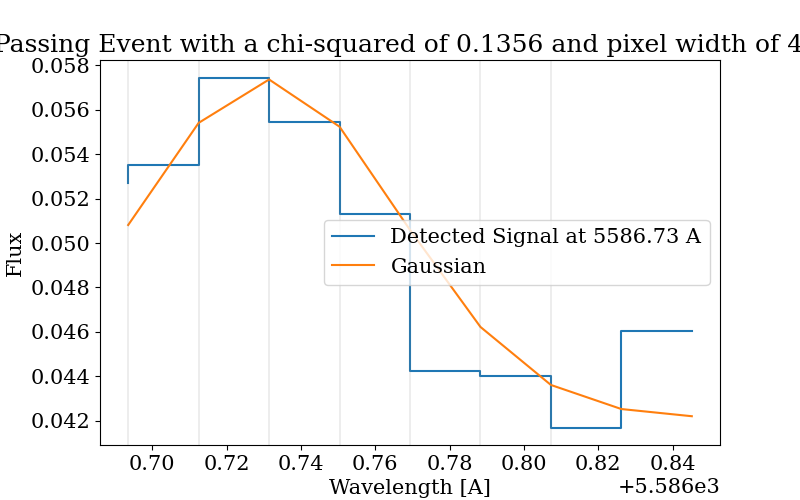 Passing Event with a chi-squared of 0.1356 and pixel width of 4
0.058
0.056
0.054
0.052
0.050
0.048
0.046
0.044
0.042
Flux
Detected Signal at 5586.73 A
Gaussian
0.70 0.72 0.74 0.76 0.78 0.80 0.82 0.84
+5.586e3
Wavelength [A]